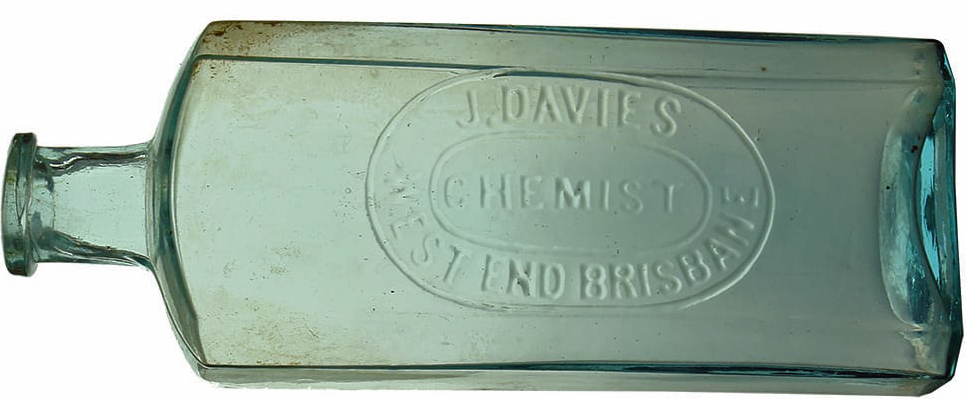 J. DAVIES
CHEMIST
WEST END BRISBANE